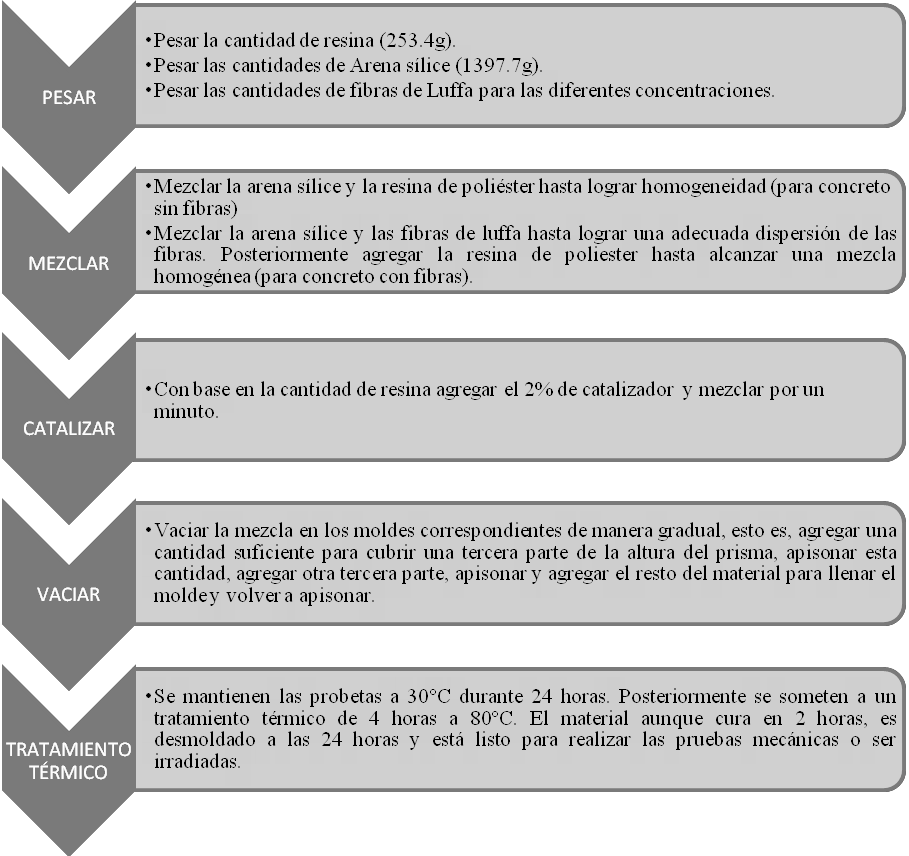 PESAR
•Pesar la cantidad de resina (253.4g).
•Pesar las cantidades de Arena sílice (1397.7g).
•Pesar las cantidades de fibras de Luffa para las diferentes concentraciones.
MEZCLAR
•Mezclar la arena sílice y la resina de poliéster hasta lograr homogeneidad (para concreto
sin fibras)
•Mezclar la arena sílice y las fibras de luffa hasta lograr una adecuada dispersión de las
fibras. Posteriormente agregar la resina de poliester hasta alcanzar una mezcla
homogénea (para concreto con fibras).
CATALIZAR
•Con base en la cantidad de resina agregar el 2% de catalizador y mezclar por un
minuto.
VACIAR
•Vaciar la mezcla en los moldes correspondientes de manera gradual, esto es, agregar una
cantidad suficiente para cubrir una tercera parte de la altura del prisma, apisonar esta
cantidad, agregar otra tercera parte, apisonar y agregar el resto del material para llenar el
molde y volver a apisonar.
TRATAMIENTO
TÉRMICO
•Se mantienen las probetas a 30°C durante 24 horas. Posteriormente se someten a un
tratamiento térmico de 4 horas a 80°C. El material aunque cura en 2 horas, es
desmoldado a las 24 horas y está listo para realizar las pruebas mecánicas o ser
irradiadas.